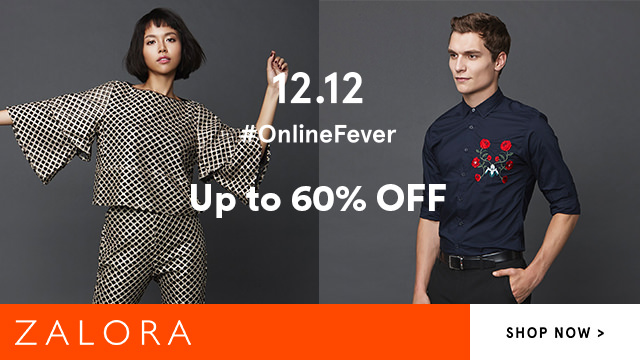 12.12
#OnlineFever
Up to 60% OFF
ZALORA
SHOP NOW >